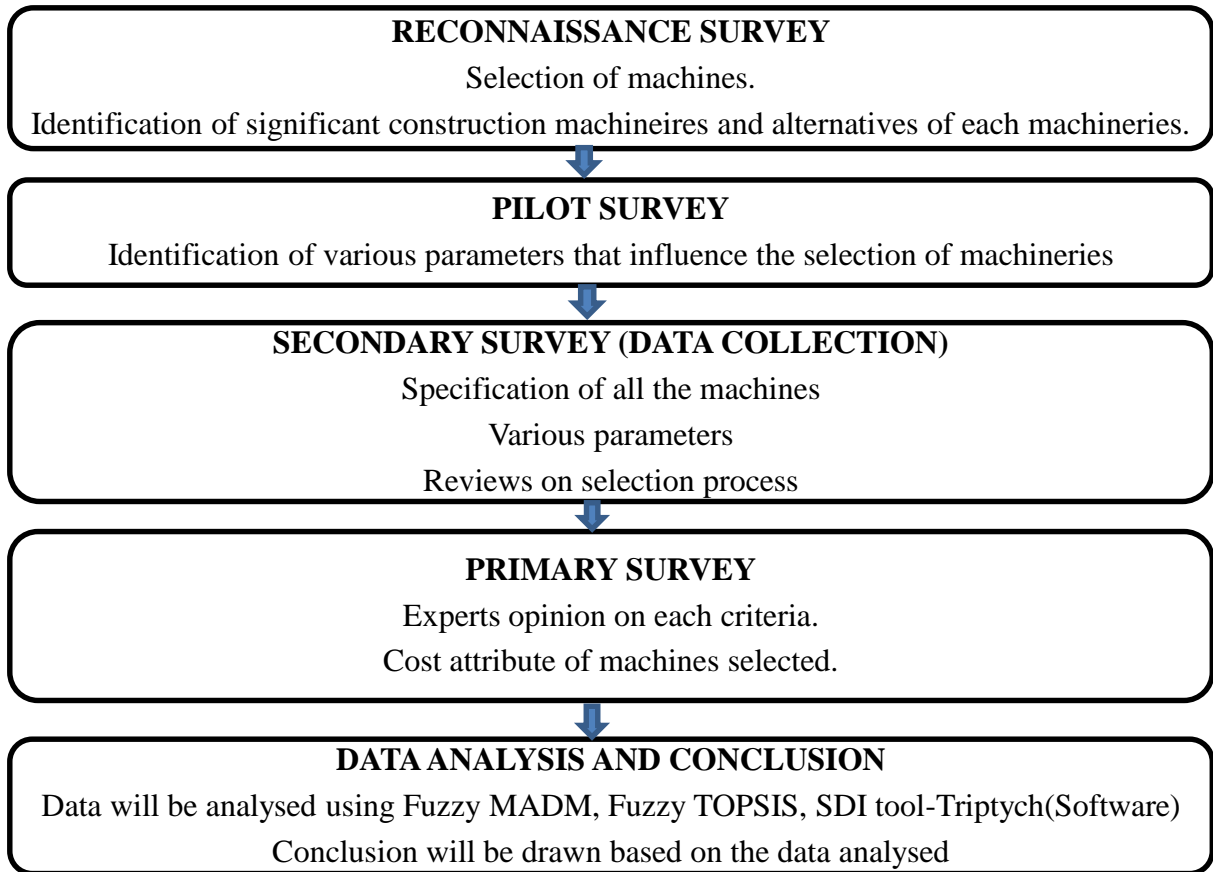 RECONNAISSANCE SURVEY
Selection of machines.
Identification of significant construction machineires and alternatives of each machineries.
PILOT SURVEY
Identification of various parameters that influence the selection of machineries
SECONDARY SURVEY (DATA COLLECTION)
Specification of all the machines
Various parameters
Reviews on selection process
PRIMARY SURVEY
Experts opinion on each criteria.
Cost attribute of machines selected.
DATA ANALYSIS AND CONCLUSION
Data will be analysed using Fuzzy MADM, Fuzzy TOPSIS, SDI tool-Triptych(Software)
Conclusion will be drawn based on the data analysed